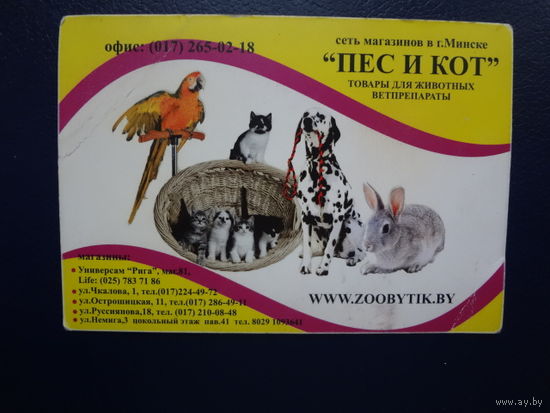 офис: (017) 265-02-18
сеть магазинов в г.Минске
“ПЕС И КОТ”
ТОВАРЫ ДЛЯ ЖИВОТНЫХ
ВЕТПРЕПАРАТЫ
магазины:
Универсам “Рига”, маг.81,
Life: (025) 783 71 86
ул.Чкалова, 1, тел.(017)224-49-72
ул.Острошицкая, 11, тел.(017) 286-49-11
ул.Руссиянова,18, тел. (017) 210-08-48
ул.Немига,3 цокольный этаж пав.41 тел. 8029 1093641
WWW.ZOOBYTIK.BY
www.ay.by